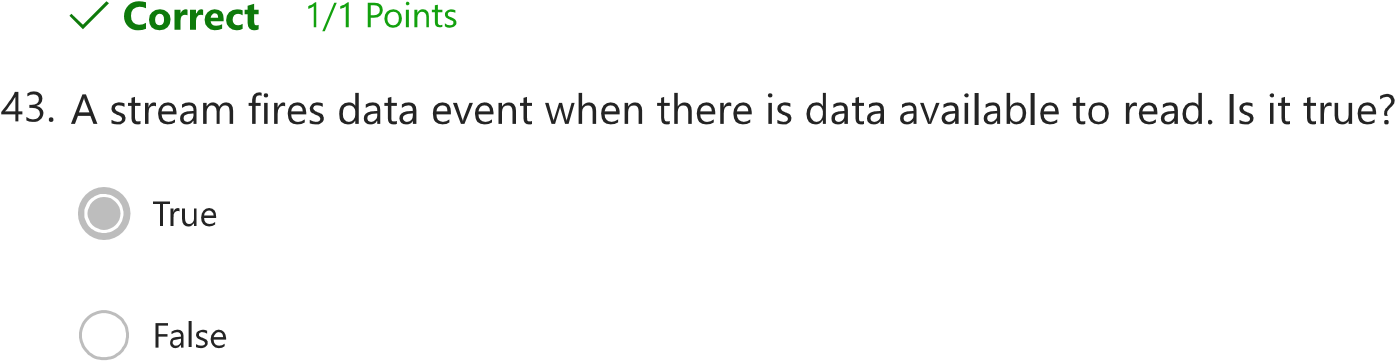 Correct 1/1 Points
43. A stream fires data event when there is data available to read. Is it true?
True
False